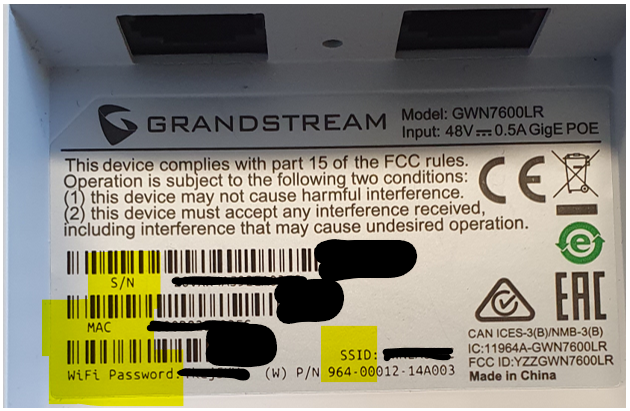 GRANDSTREAM
Model: GWN7600LR
Input: 48V⎓0.5A GigE POE
This device complies with part 15 of the FCC rules.
Operation is subject to the following two conditions:
(1) this device may not cause harmful interference.
(2) this device must accept any interference received,
including interference that may cause undesired operation.
CE
e
S/N
EAC
MAC
CAN ICES-3(B)/NMB-3(B)
IC:11964A-GWN7600LR
FCC ID:YZZGWN7600LR
Made in China
SSID:
WiFi Password:
(W) P/N 964-00012-14A003